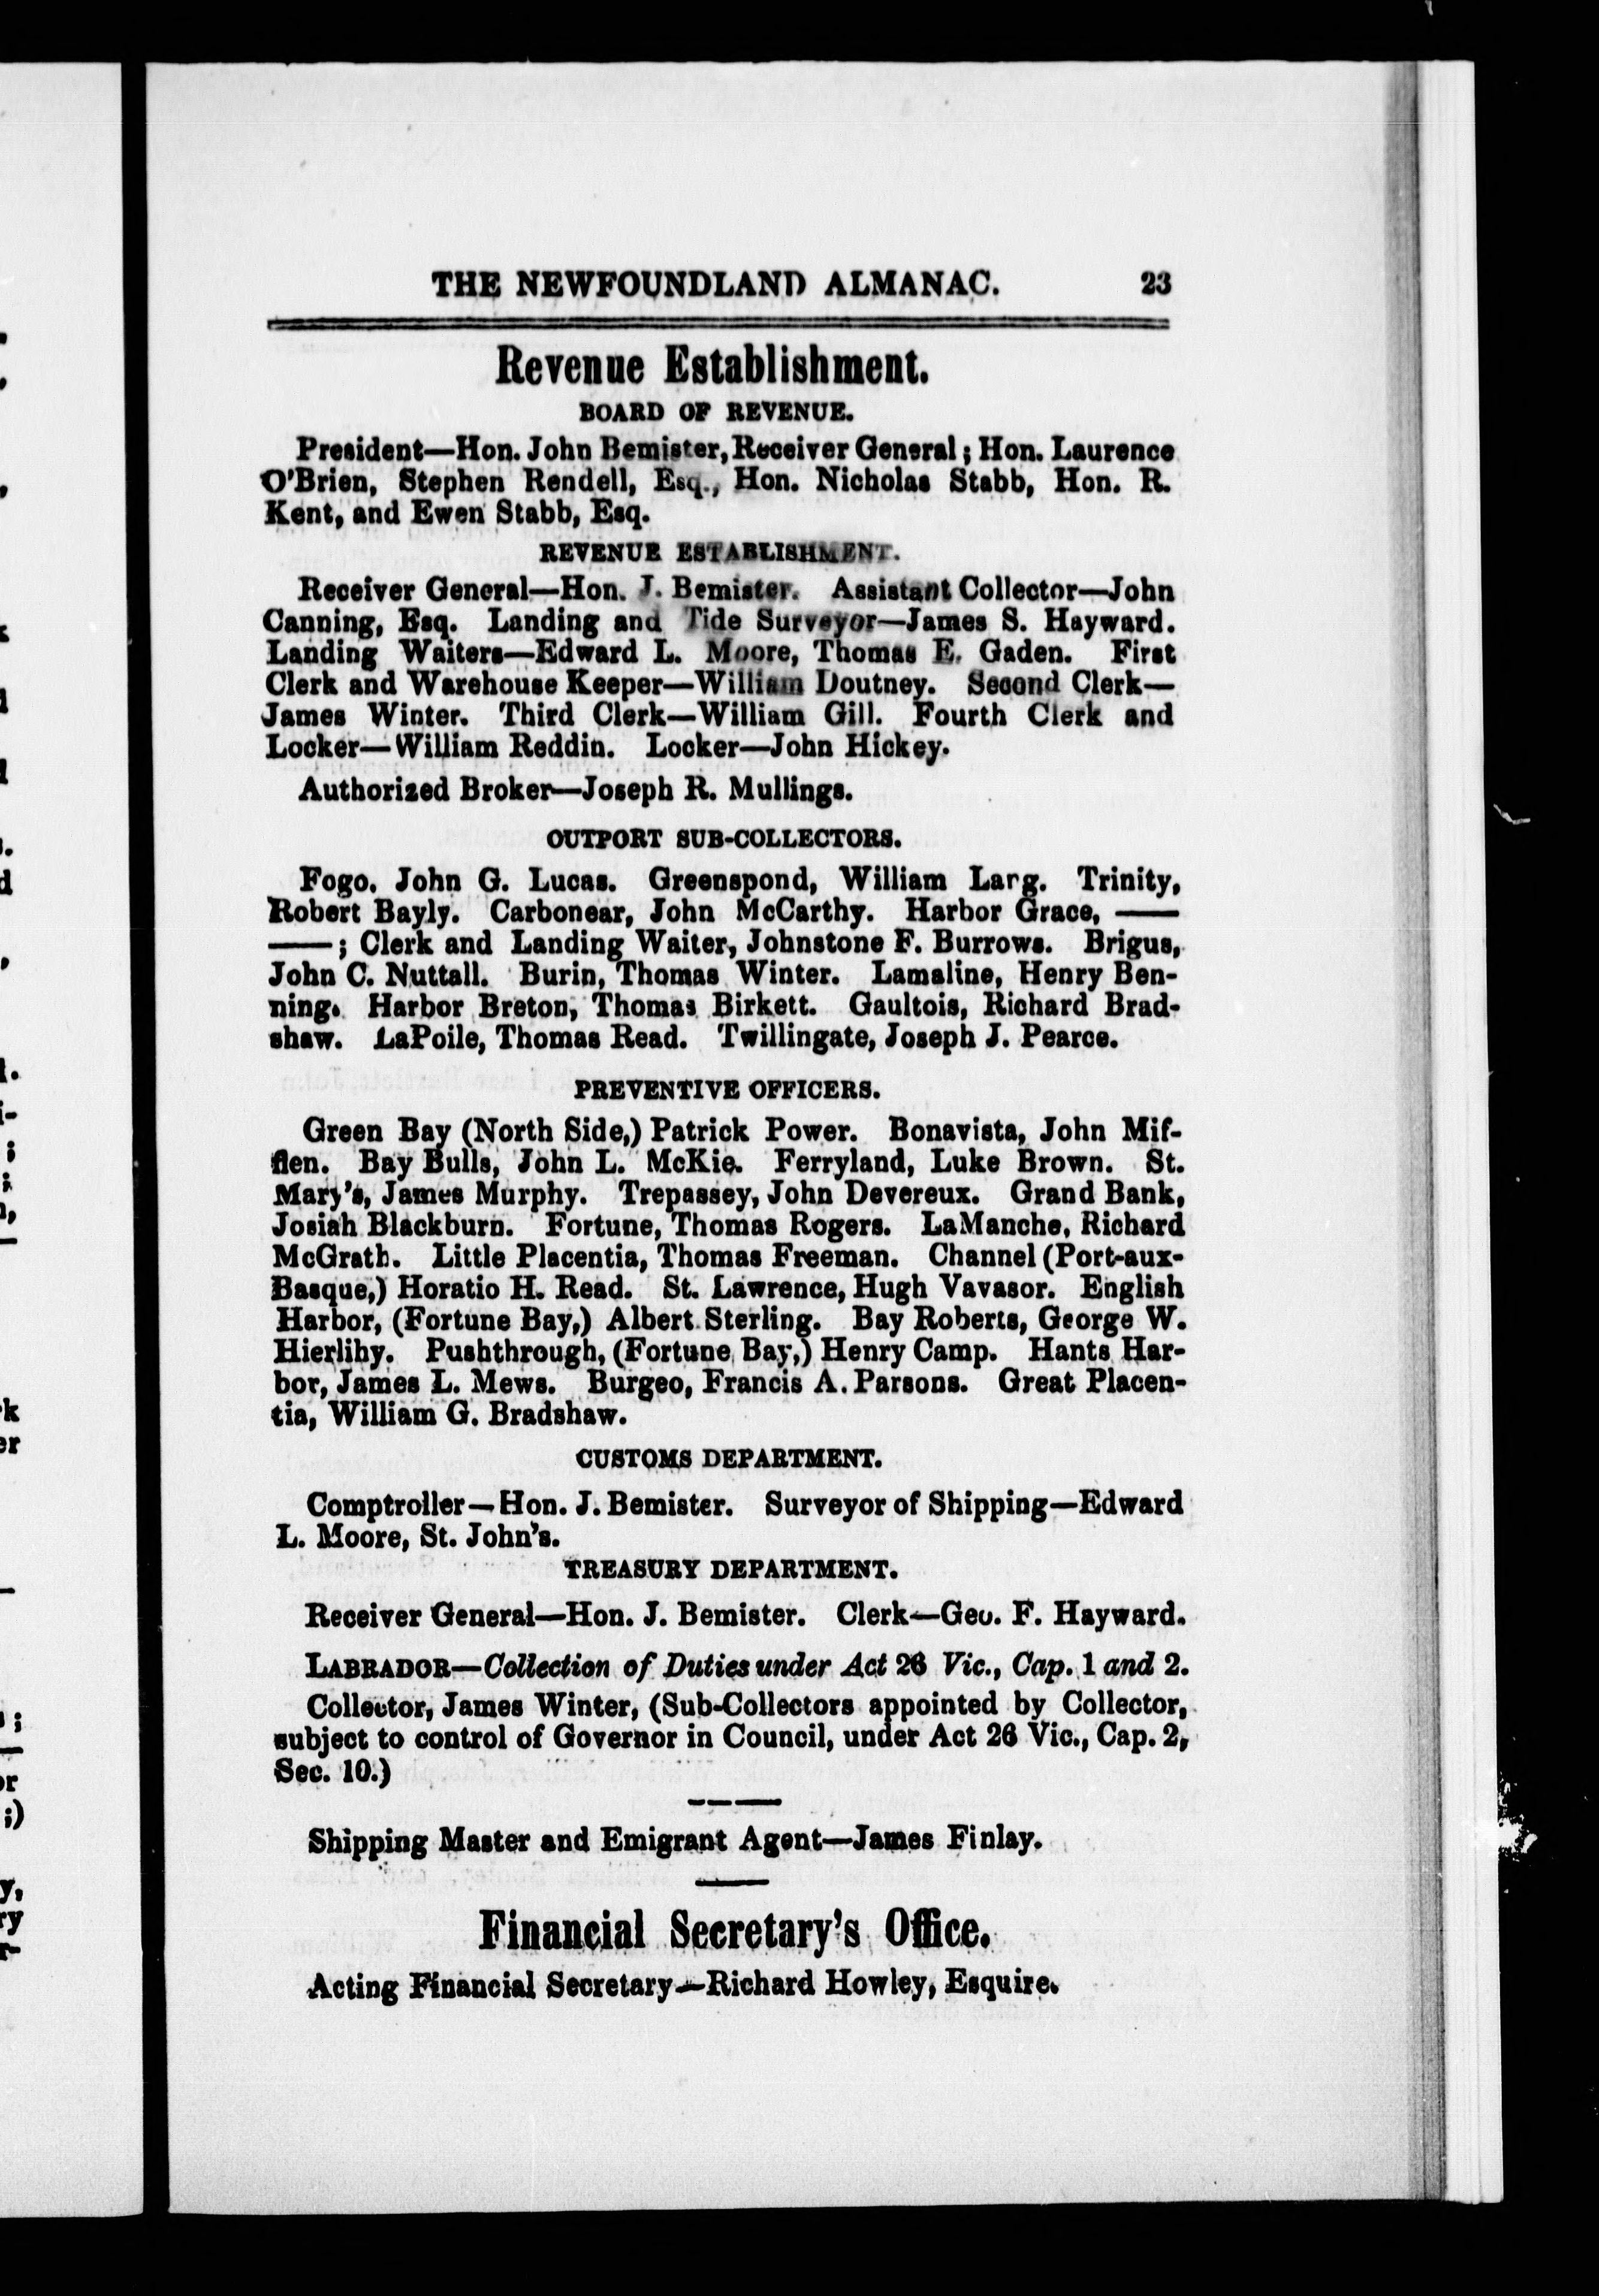 THE NEWFOUNDLAND ALMANAC. 23
Revenue Establishment.
BOARD OF REVENUE.
President—Hon. John Bemister, Receiver General; Hon. Laurence
O'Brien, Stephen Rendell, Esq., Hon. Nicholas Stabb, Hon. R.
Kent, and Ewen Stabb, Esq.
REVENUE ESTABLISHMENT.
Receiver General—Hon. J. Bemister. Assistant Collector—John
Canning, Esq. Landing and Tide Surveyor—James S. Hayward.
Landing Waiters—Edward L. Moore, Thomas E. Gaden. First
Clerk and Warehouse Keeper—William Doutney. Second Clerk—
James Winter. Third Clerk—William Gill. Fourth Clerk and
Locker—William Reddin. Locker—John Hickey.
Authorized Broker—Joseph R. Mullings.
OUTPORT SUB-COLLECTORS.
Fogo, John G. Lucas. Greenspond, William Lang. Trinity,
Robert Bayly. Carbonear, John McCarthy. Harbor Grace, ——
——; Clerk and Landing Waiter, Johnstone F. Burrows. Brigus,
John C. Nuttall. Burin, Thomas Winter. Lamaline, Henry Ben-
ning. Harbor Breton, Thomas Birkett. Gaultois, Richard Brad-
shaw. LaPoile, Thomas Read. Twillingate, Joseph J. Pearce.
PREVENTIVE OFFICERS.
Green Bay (North Side,) Patrick Power. Bonavista, John Mif-
flen. Bay Bulls, John L. McKie. Ferryland, Luke Brown. St.
Mary's, James Murphy. Trepassey, John Devereux. Grand Bank,
Josiah Blackburn. Fortune, Thomas Rogers. LaManche, Richard
McGrath. Little Placentia, Thomas Freeman. Channel (Port-aux-
Basque,) Horatio H. Read. St. Lawrence, Hugh Vavasor. English
Harbor, (Fortune Bay,) Albert Sterling. Bay Roberts, George W.
Hierlihy. Pushthrough, (Fortune Bay,) Henry Camp. Hants Har-
bor, James L. Mews. Burgeo, Francis A. Parsons. Great Placen-
tia, William G. Bradshaw.
CUSTOMS DEPARTMENT.
Comptroller—Hon. J. Bemister. Surveyor of Shipping—Edward
L. Moore, St. John's.
TREASURY DEPARTMENT.
Receiver General—Hon. J. Bemister. Clerk—Geo. F. Hayward.
LABRADOR—Collection of Duties under Act 26 Vic., Cap. 1 and 2.
Collector, James Winter, (Sub-Collectors appointed by Collector,
subject to control of Governor in Council, under Act 26 Vic., Cap. 2,
Sec. 10.)
Shipping Master and Emigrant Agent—James Finlay.
Financial Secretary's Office.
Acting Financial Secretary—Richard Howley, Esquire.